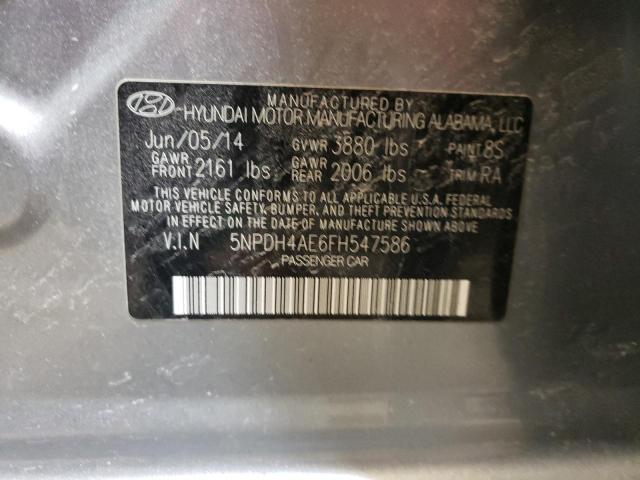 MANUFACTURED BY
HYUNDAI MOTOR MANUFACTURING ALABAMA, LLC
Jun/05/14 GVWR 3880 lbs PAINT 8S
GAWR FRONT 2161 lbs GAWR REAR 2006 lbs TRIM RA
THIS VEHICLE CONFORMS TO ALL APPLICABLE U.S.A. FEDERAL
MOTOR VEHICLE SAFETY, BUMPER, AND THEFT PREVENTION STANDARDS
IN EFFECT ON THE DATE OF MANUFACTURE SHOWN ABOVE
V.I.N 5NPDH4AE6FH547586
PASSENGER CAR